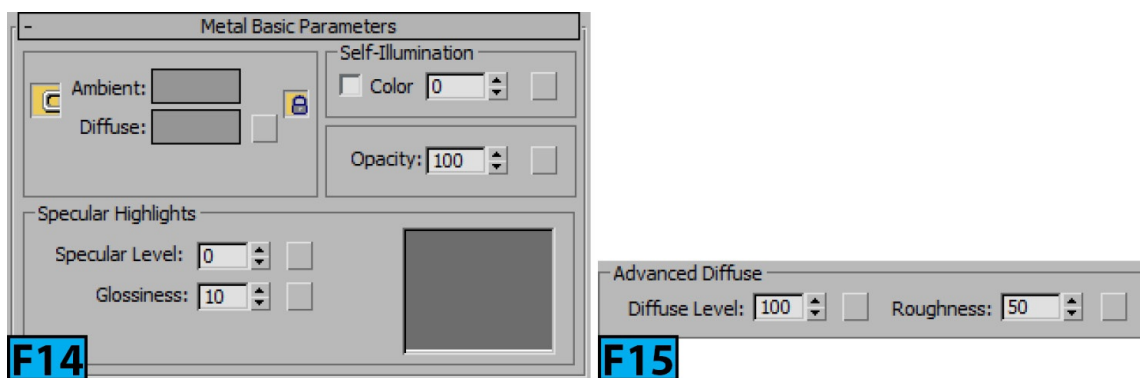 - Metal Basic Parameters
Self-Illumination
Ambient:
Color 0
Diffuse:
Opacity: 100
Specular Highlights
Specular Level: 0
Glossiness: 10
F14
Advanced Diffuse
Diffuse Level: 100 Roughness: 50
F15